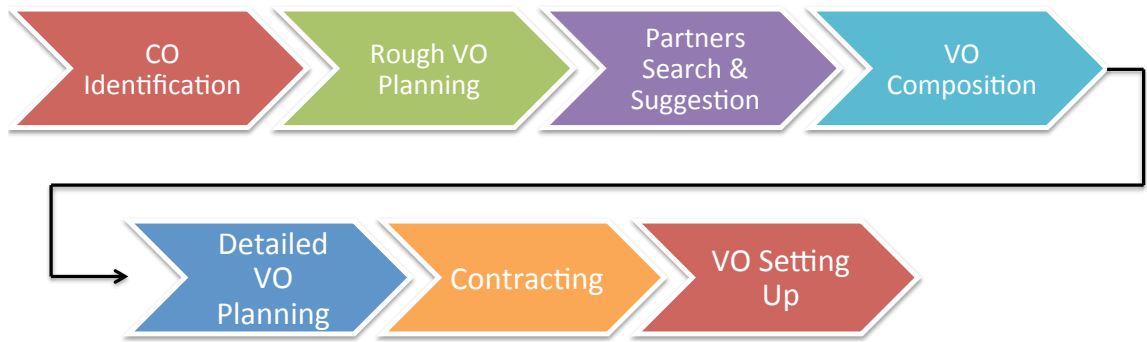 CO
Identification
Rough VO
Planning
Partners
Search &
Suggestion
VO
Composition
Detailed
VO
Planning
Contracting
VO Setting
Up